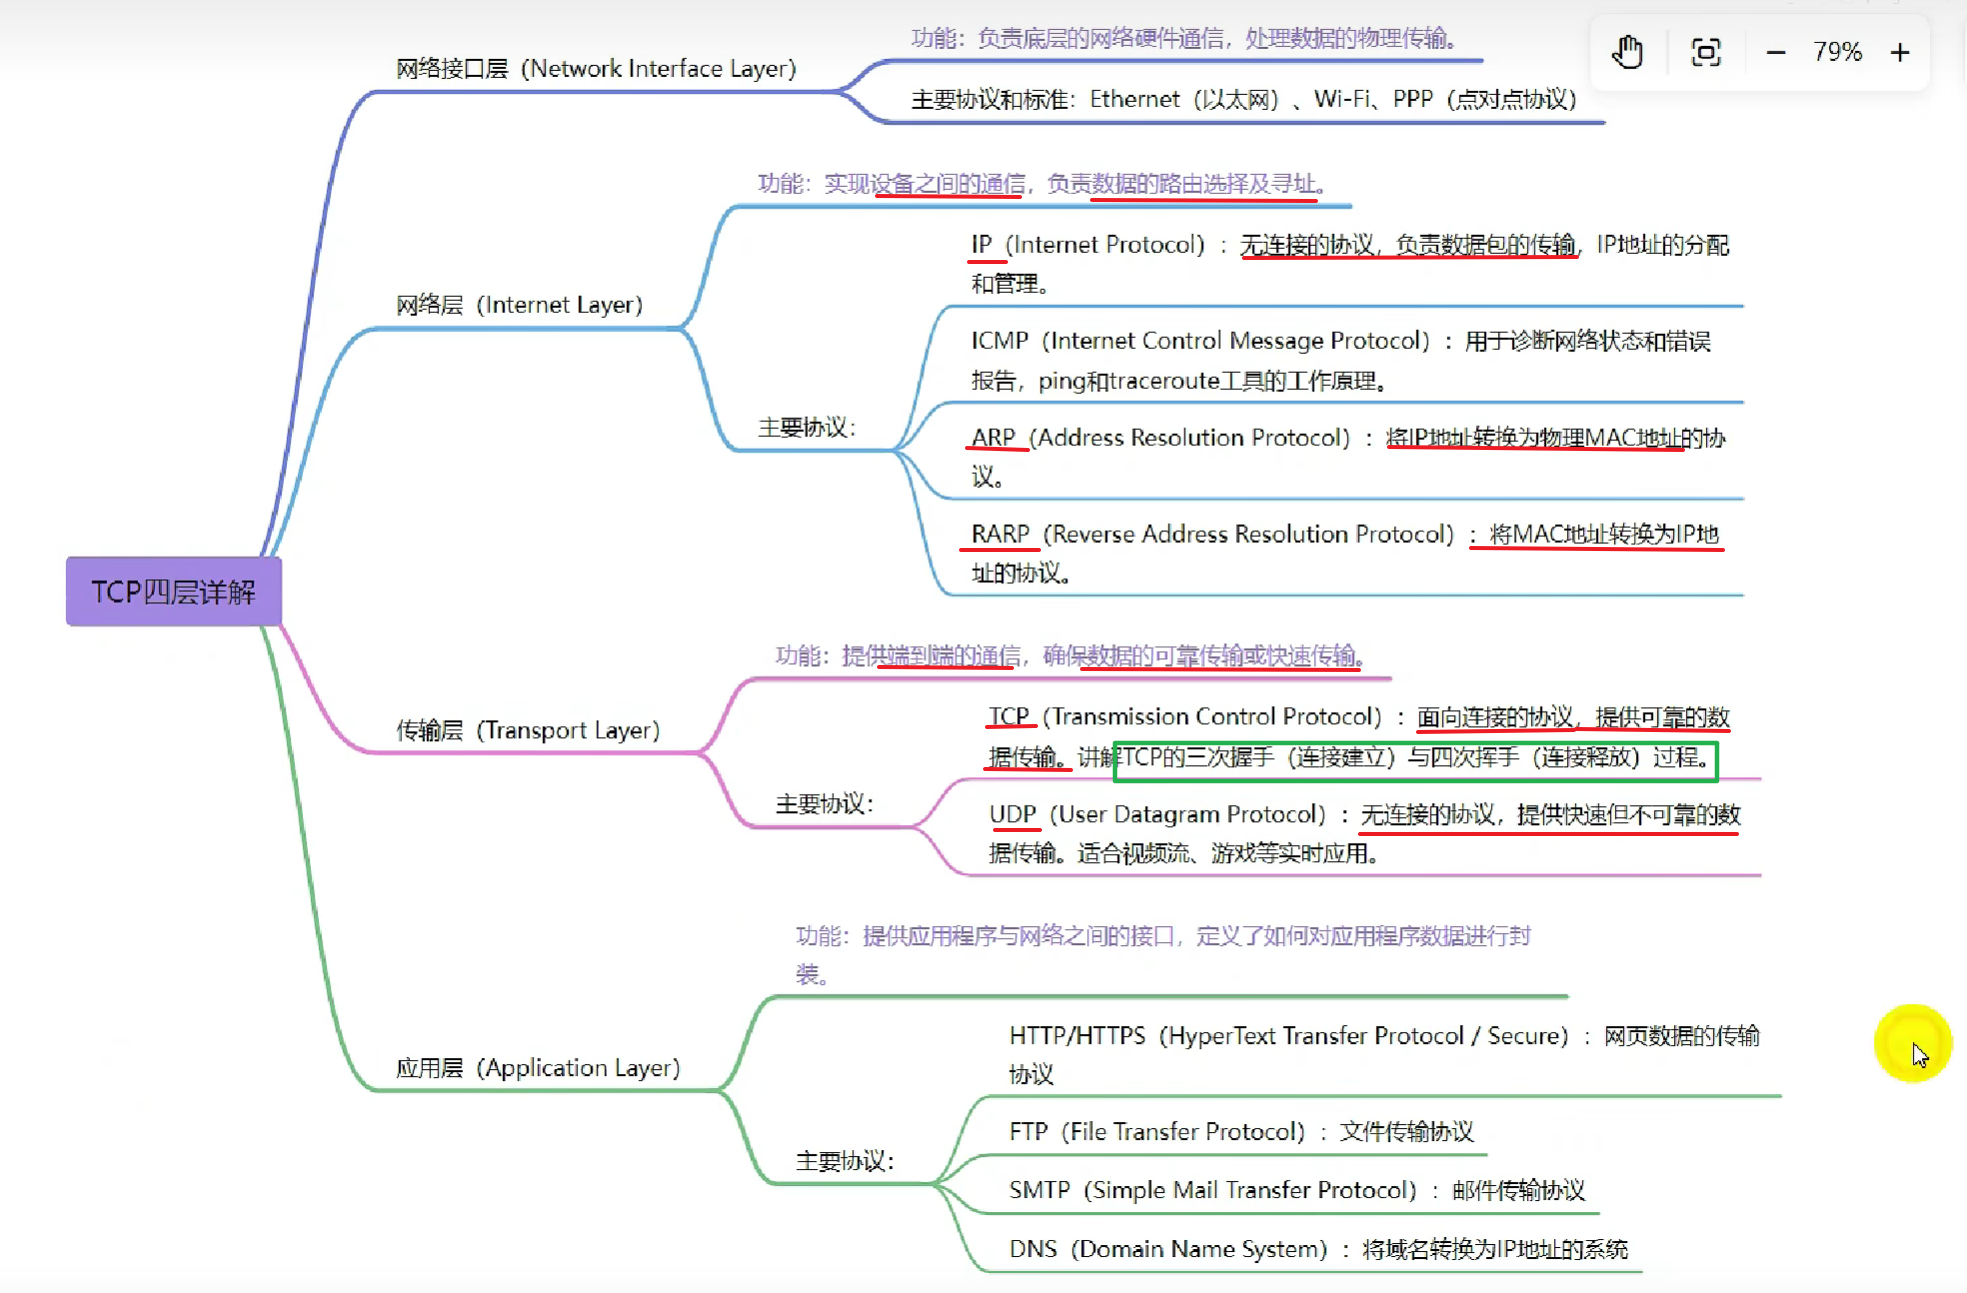 79%
功能：负责底层的网络硬件通信，处理数据的物理传输。
网络接口层（Network Interface Layer）
主要协议和标准：Ethernet（以太网）、Wi-Fi、PPP（点对点协议）
功能：实现设备之间的通信，负责数据的路由选择及寻址。
网络层（Internet Layer）
主要协议：
IP（Internet Protocol）：无连接的协议，负责数据包的传输，IP地址的分配
和管理。
ICMP（Internet Control Message Protocol）：用于诊断网络状态和错误
报告，ping和traceroute工具的工作原理。
ARP（Address Resolution Protocol）：将IP地址转换为物理MAC地址的协
议。
RARP（Reverse Address Resolution Protocol）：将MAC地址转换为IP地
址的协议。
TCP四层详解
功能：提供端到端的通信，确保数据的可靠传输或快速传输。
传输层（Transport Layer）
主要协议：
TCP（Transmission Control Protocol）：面向连接的协议，提供可靠的数
据传输。讲解TCP的三次握手（连接建立）与四次挥手（连接释放）过程。
UDP（User Datagram Protocol）：无连接的协议，提供快速但不可靠的数
据传输。适合视频流、游戏等实时应用。
功能：提供应用程序与网络之间的接口，定义了如何对应用程序数据进行封
装。
应用层（Application Layer）
主要协议：
HTTP/HTTPS（HyperText Transfer Protocol / Secure）：网页数据的传输
协议
FTP（File Transfer Protocol）：文件传输协议
SMTP（Simple Mail Transfer Protocol）：邮件传输协议
DNS（Domain Name System）：将域名转换为IP地址的系统